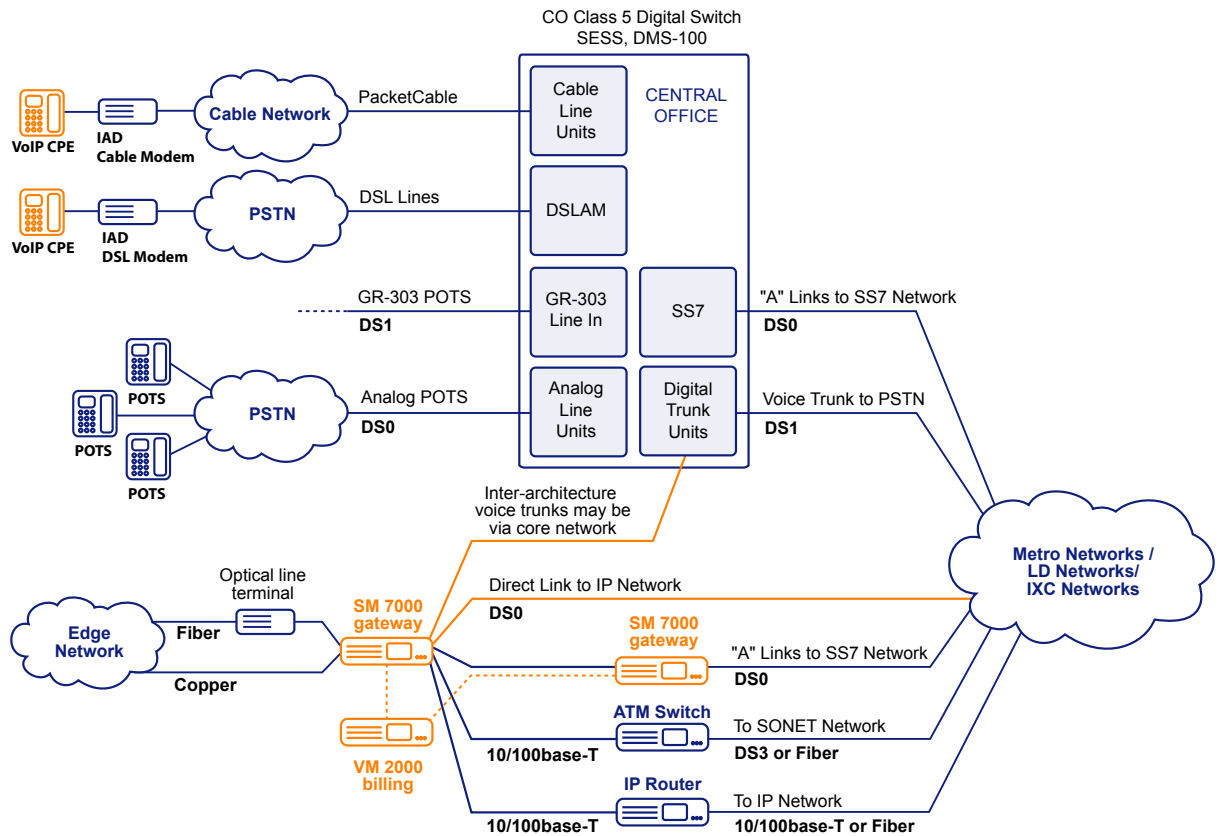 CO Class 5 Digital Switch
SESS, DMS-100
CENTRAL
OFFICE
VoIP CPE
IAD
Cable Modem
Cable Network
PacketCable
Cable
Line
Units
VoIP CPE
IAD
DSL Modem
PSTN
DSL Lines
DSLAM
GR-303 POTS
DS1
GR-303
Line In
SS7
"A" Links to SS7 Network
DS0
POTS
POTS
POTS
PSTN
Analog POTS
DS0
Analog
Line
Units
Digital
Trunk
Units
Voice Trunk to PSTN
DS1
Inter-architecture
voice trunks may be
via core network
Metro Networks /
LD Networks/
IXC Networks
Edge
Network
Fiber
Copper
Optical line
terminal
SM 7000
gateway
Direct Link to IP Network
DS0
SM 7000
gateway
"A" Links to SS7 Network
DS0
VM 2000
billing
10/100base-T
ATM Switch
To SONET Network
DS3 or Fiber
10/100base-T
IP Router
To IP Network
10/100base-T or Fiber